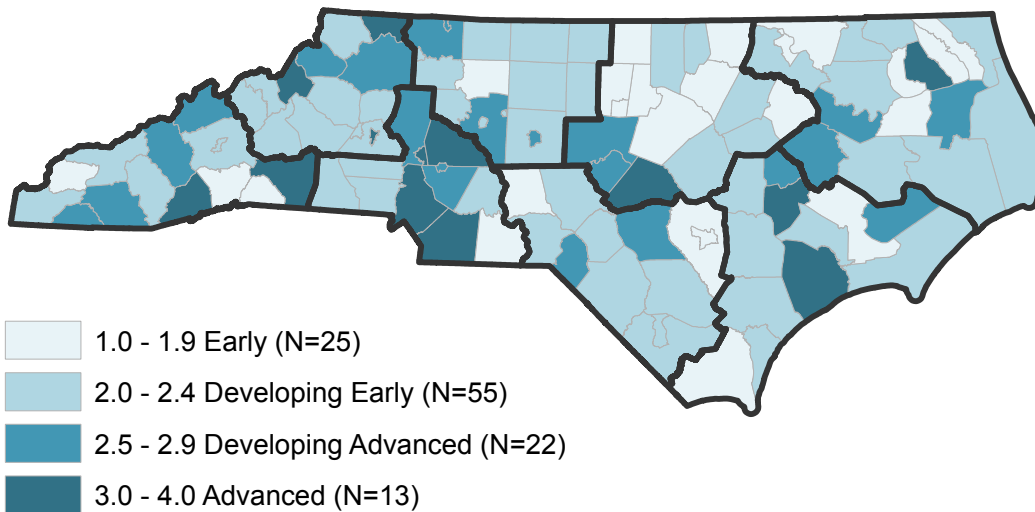 1.0 - 1.9 Early (N=25)
2.0 - 2.4 Developing Early (N=55)
2.5 - 2.9 Developing Advanced (N=22)
3.0 - 4.0 Advanced (N=13)